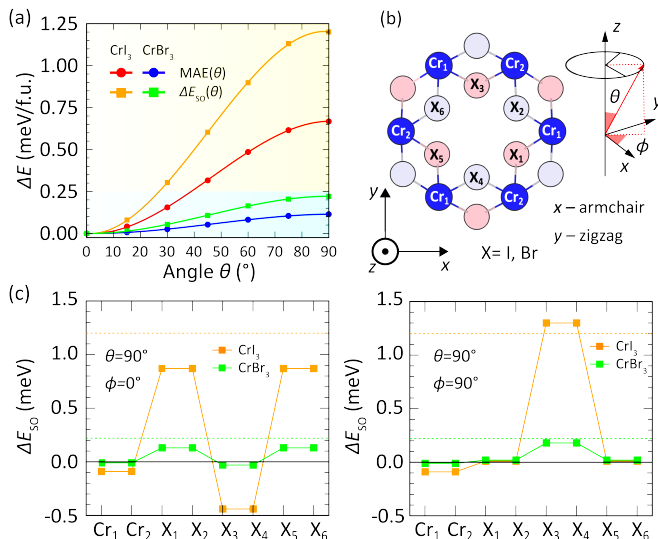 (a)
CrI3 CrBr3
MAE(θ)
ΔESO(θ)
ΔE (meV/f.u.)
1.25
1.00
0.75
0.50
0.25
0.00
0 10 20 30 40 50 60 70 80 90
Angle θ (°)
(b)
Cr1 Cr2
X3
X6 X2
Cr2 Cr1
X5 X1
X4
Cr1 Cr2
z
θ
y
ϕ
x
y
z x
X= I, Br
x – armchair
y – zigzag
(c)
ΔESO (meV)
1.5
1.0
0.5
0.0
-0.5
θ=90°
ϕ=0°
CrI3
CrBr3
Cr1 Cr2 X1 X2 X3 X4 X5 X6
ΔESO (meV)
1.5
1.0
0.5
0.0
-0.5
θ=90°
ϕ=90°
CrI3
CrBr3
Cr1 Cr2 X1 X2 X3 X4 X5 X6